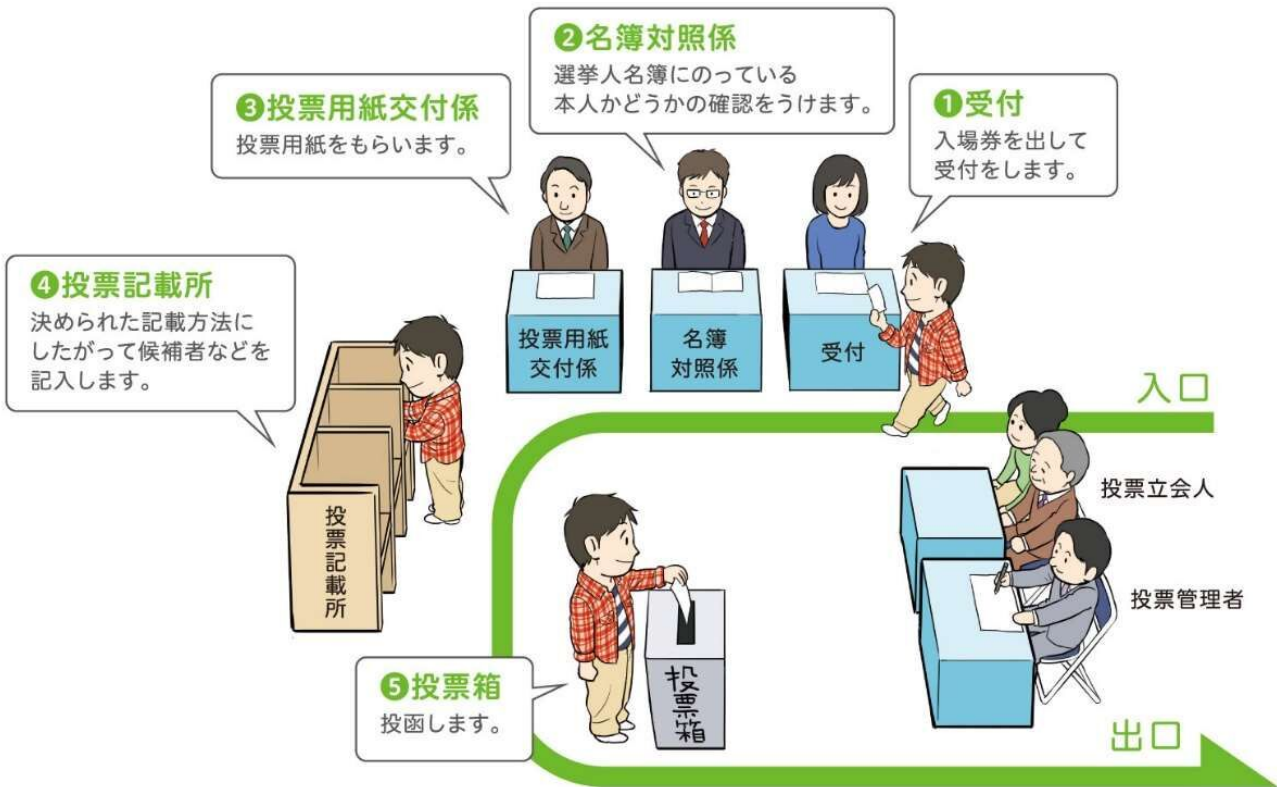 ❶受付
入場券を出して
受付をします。
❷名簿対照係
選挙人名簿にのっている
本人かどうかの確認をうけます。
❸投票用紙交付係
投票用紙をもらいます。
❹投票記載所
決められた記載方法に
したがって候補者などを
記入します。
投票用紙
交付係
名簿
対照係
受付
入口
投票立会人
投票管理者
投票記載所
❺投票箱
投函します。
投票箱
出口